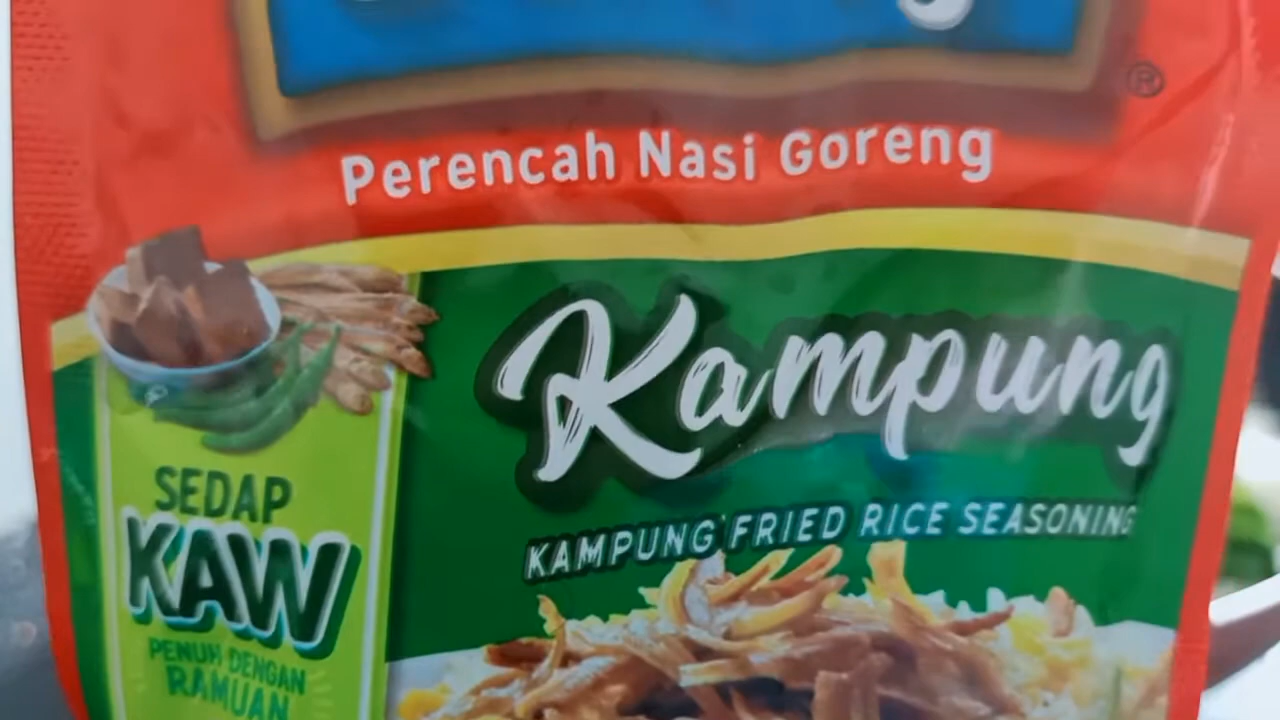 ®
Perencah Nasi Goreng
Kampung
KAMPUNG FRIED RICE SEASONING
SEDAP
KAW
PENUH DENGAN
RAMUAN